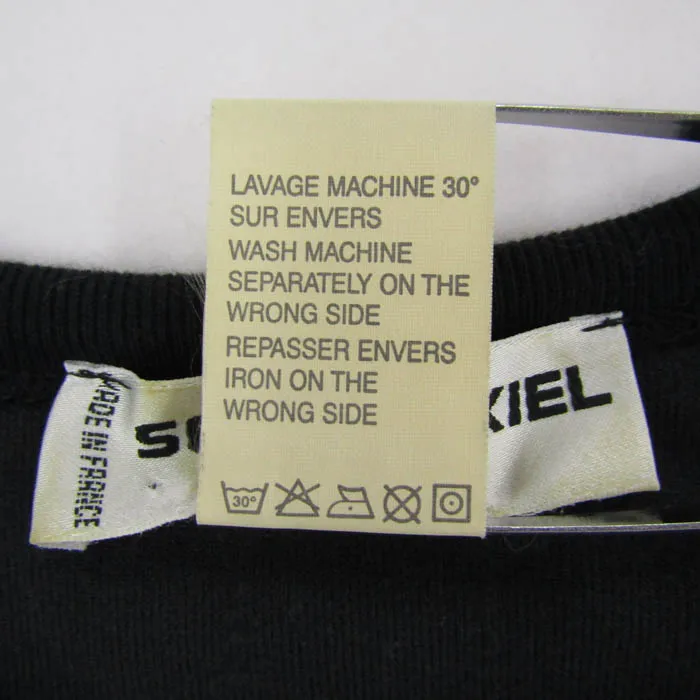 LAVAGE MACHINE 30°
SUR ENVERS
WASH MACHINE
SEPARATELY ON THE
WRONG SIDE
REPASSER ENVERS
IRON ON THE
WRONG SIDE
30°
MADE IN FRANCE